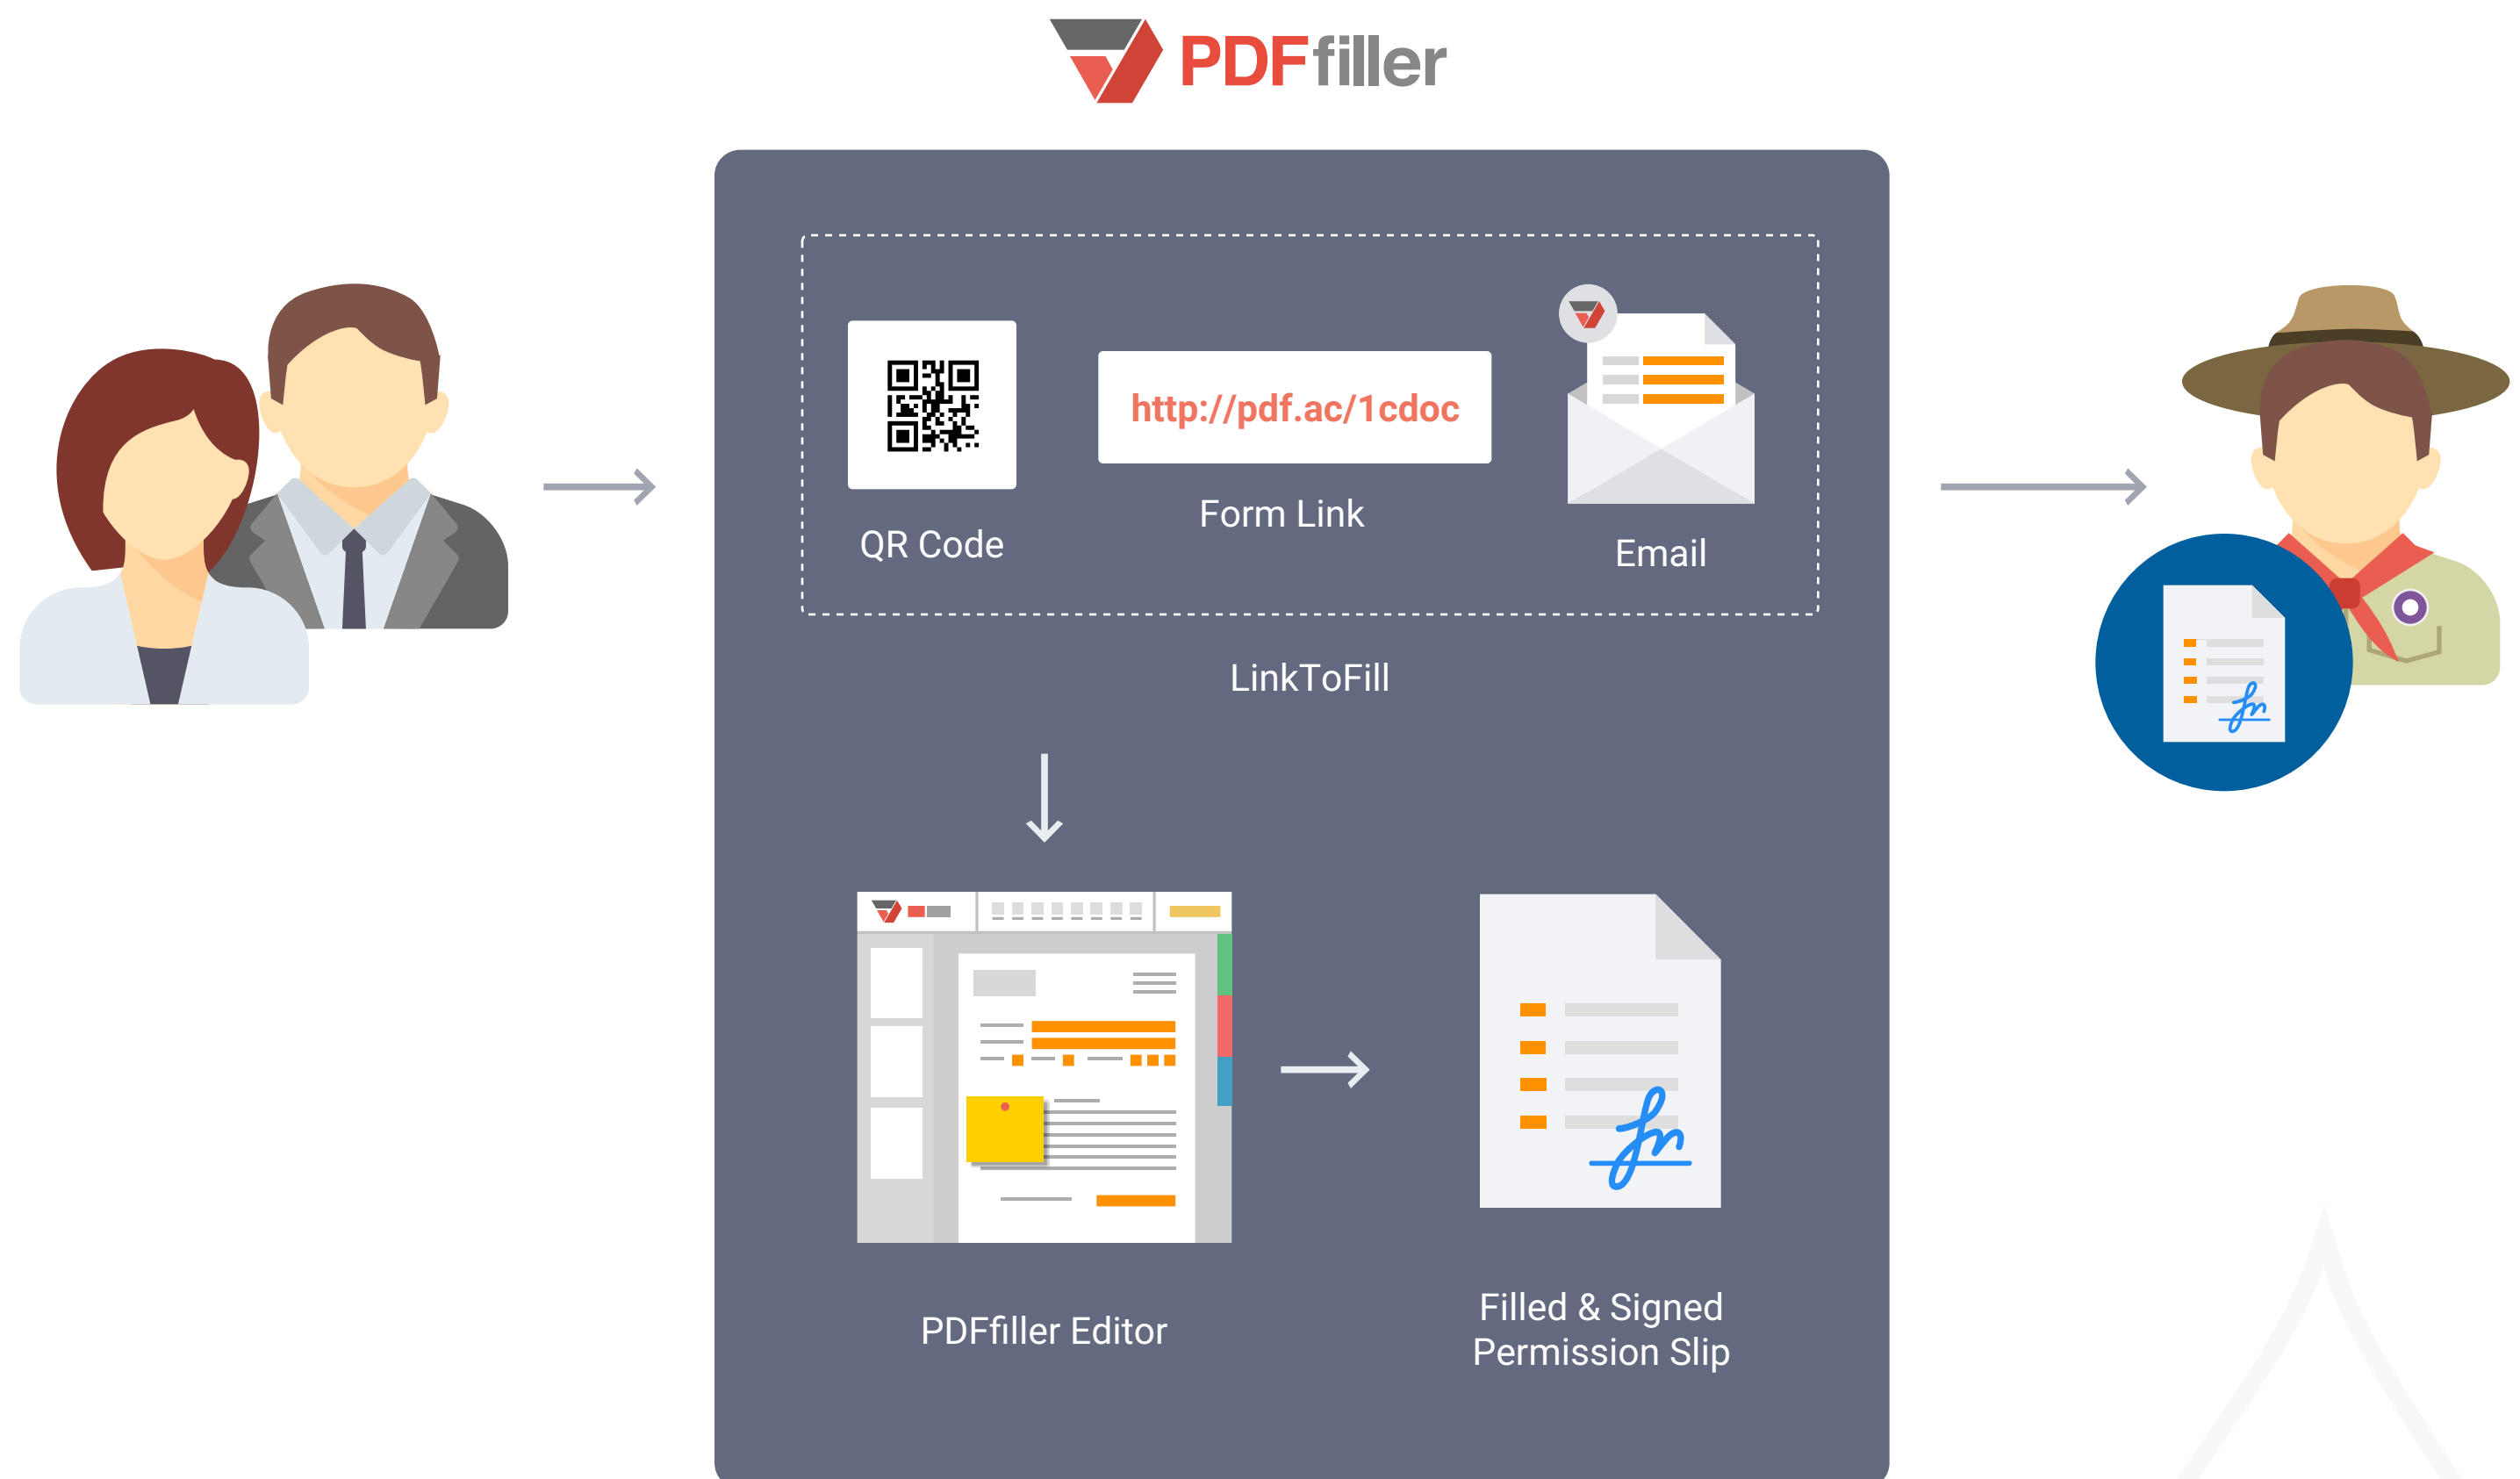 PDFfiller
http://pdf.ac/1cdoc
QR Code
Form Link
Email
LinkToFill
PDFfiller Editor
Filled & Signed
Permission Slip